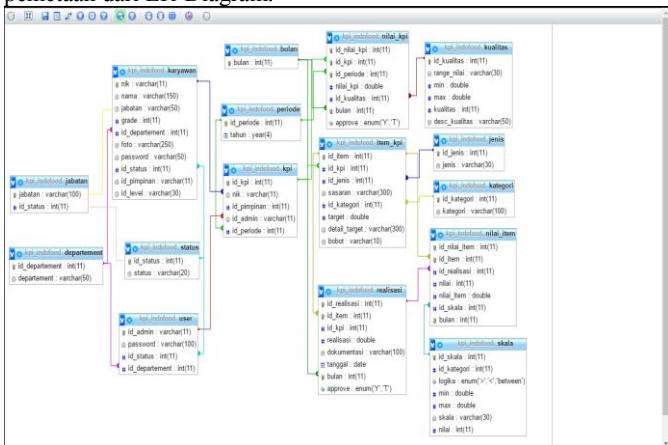 pemetaan dari ER Diagram.
kpi_indofood karyawan
nik : varchar(11)
nama : varchar(150)
jabatan : varchar(50)
grade : int(11)
id_departement : int(11)
foto : varchar(250)
password : varchar(50)
id_status : int(11)
id_pimpinan : varchar(11)
id_level : varchar(30)
kpi_indofood jabatan
jabatan : varchar(100)
id_status : int(11)
kpi_indofood departement
id_departement : int(11)
departement : varchar(50)
kpi_indofood status
id_status : int(11)
status : varchar(20)
kpi_indofood user
id_admin : varchar(11)
password : varchar(100)
id_status : int(11)
id_departement : int(11)
kpi_indofood bulan
bulan : int(11)
kpi_indofood periode
id_periode : int(11)
tahun : year(4)
kpi_indofood kpi
id_kpi : int(11)
nik : varchar(11)
id_pimpinan : varchar(11)
id_admin : varchar(11)
id_periode : int(11)
kpi_indofood nilai_kpi
id_nilai_kpi : int(11)
id_kpi : int(11)
id_periode : int(11)
nilai_kpi : double
id_kualitas : int(11)
bulan : int(11)
approve : enum('Y','T')
kpi_indofood item_kpi
id_item : int(11)
id_kpi : int(11)
id_jenis : int(11)
sasaran : varchar(300)
id_kategori : int(11)
target : double
detail_target : varchar(300)
bobot : varchar(10)
kpi_indofood realisasi
id_realisasi : int(11)
id_item : int(11)
id_kpi : int(11)
realisasi : double
dokumentasi : varchar(100)
tanggal : date
bulan : int(11)
approve : enum('Y','T')
kpi_indofood kualitas
id_kualitas : int(11)
range_nilai : varchar(30)
min : double
max : double
kualitas : int(11)
desc_kualitas : varchar(50)
kpi_indofood jenis
id_jenis : int(11)
jenis : varchar(30)
kpi_indofood kategori
id_kategori : int(11)
kategori : varchar(100)
kpi_indofood nilai_item
id_nilai_item : int(11)
id_item : int(11)
id_realisasi : int(11)
nilai : int(11)
nilai_item : double
id_skala : int(11)
bulan : int(11)
kpi_indofood skala
id_skala : int(11)
id_kategori : int(11)
logika : enum('>','<','between')
min : double
max : double
skala : varchar(30)
nilai : int(11)